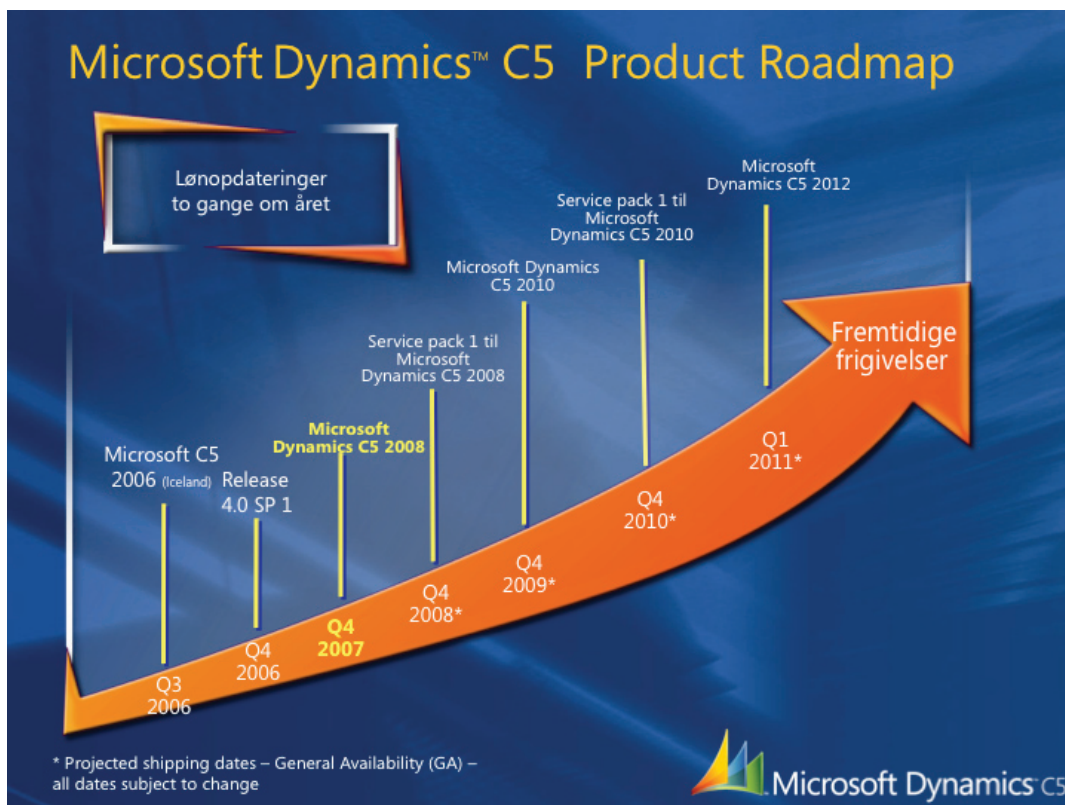 Microsoft Dynamics™ C5 Product Roadmap
Lønopdateringer
to gange om året
Microsoft C5
2006 (Iceland)
Release
4.0 SP 1
Microsoft
Dynamics C5 2008
Service pack 1 til
Microsoft
Dynamics C5 2008
Microsoft Dynamics
C5 2010
Service pack 1 til
Microsoft
Dynamics C5 2010
Microsoft
Dynamics C5 2012
Fremtidige
frigivelser
Q3
2006
Q4
2006
Q4
2007
Q4
2008*
Q4
2009*
Q4
2010*
Q1
2011*
* Projected shipping dates – General Availability (GA) –
all dates subject to change
Microsoft Dynamics™ C5